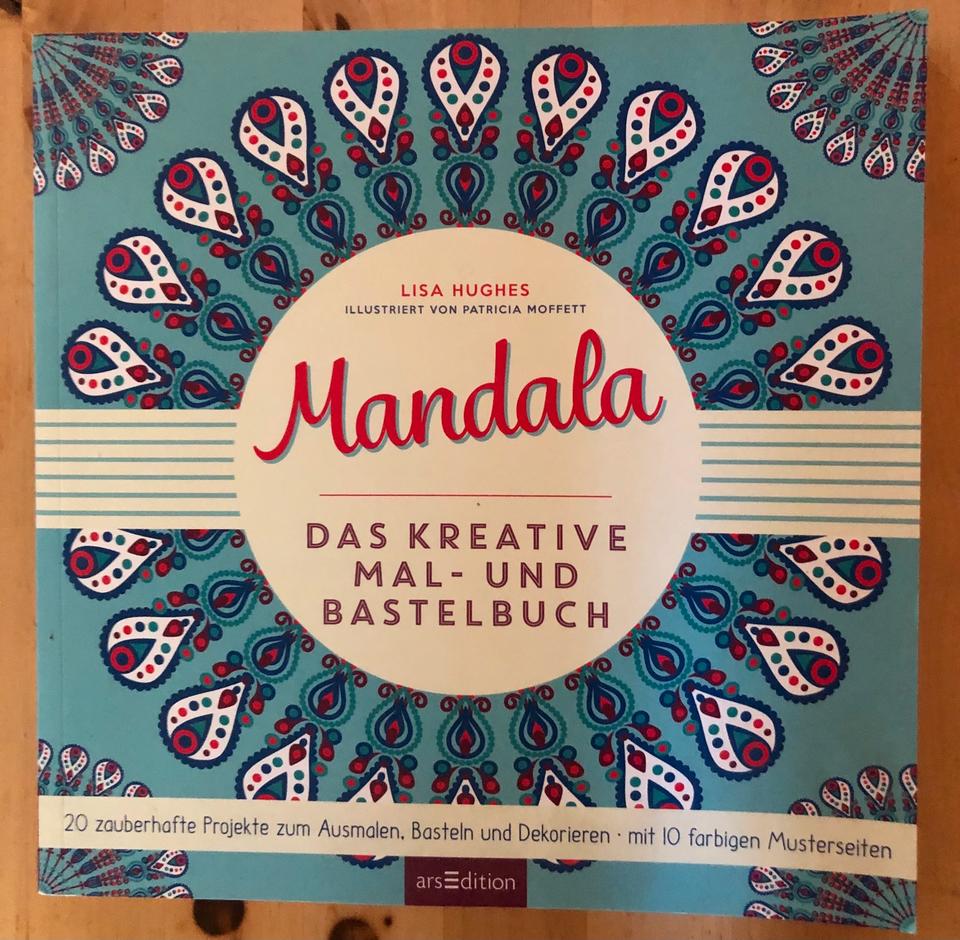 LISA HUGHES
ILLUSTRIERT VON PATRICIA MOFFETT
Mandala
DAS KREATIVE
MAL- UND
BASTELBUCH
20 zauberhafte Projekte zum Ausmalen, Basteln und Dekorieren · mit 10 farbigen Musterseiten
arsEdition